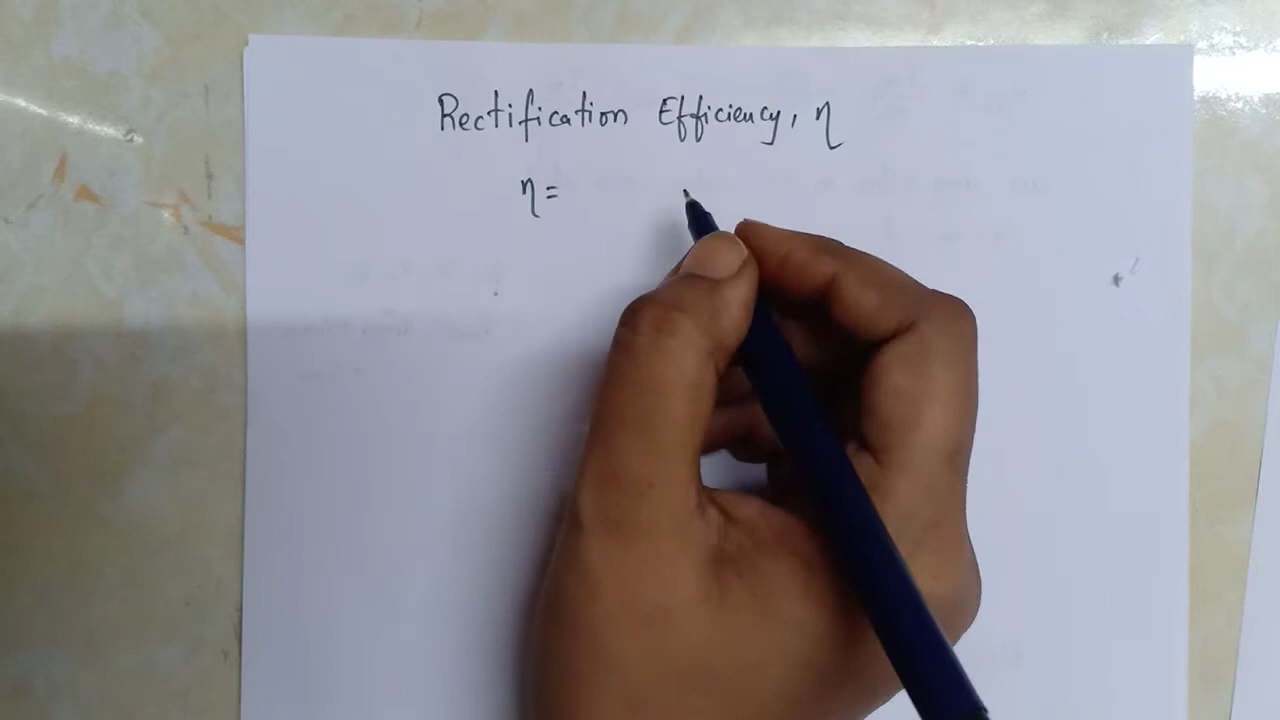 Rectification Efficiency, η
η =